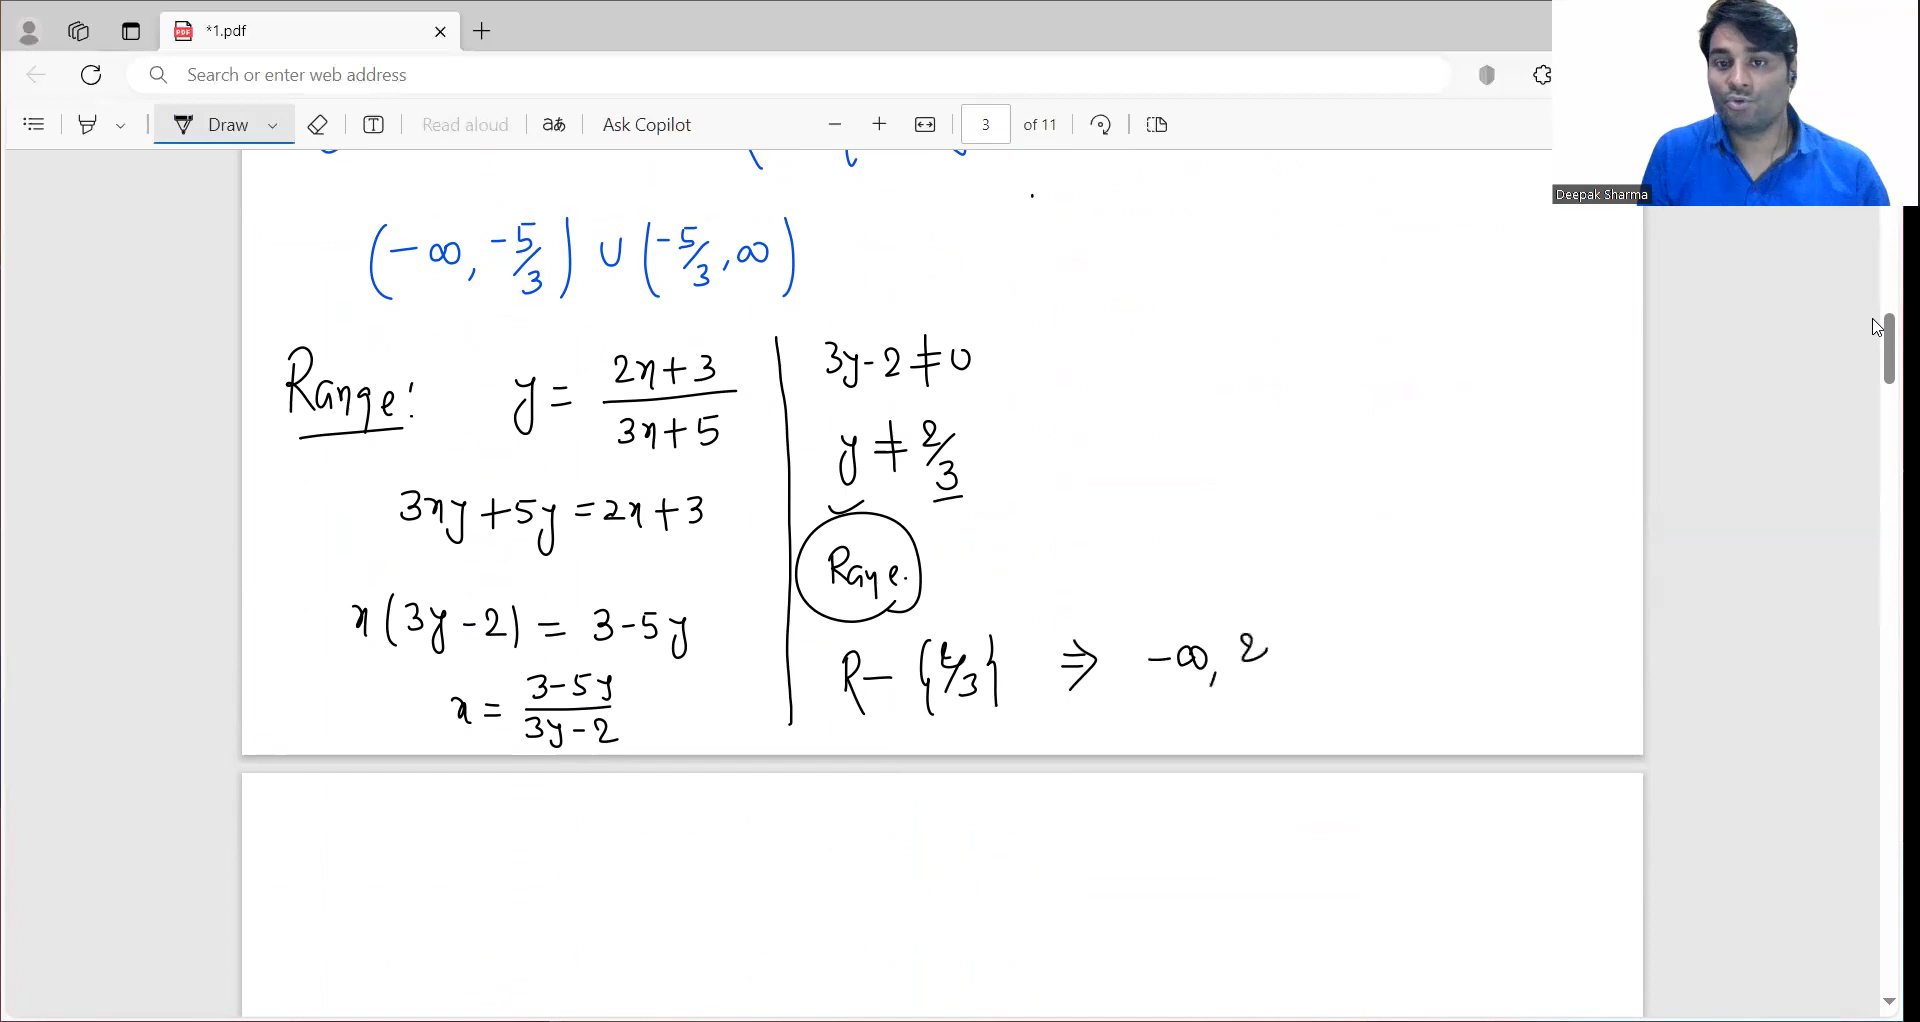 *1.pdf
Search or enter web address
Draw
Read aloud
aあ
Ask Copilot
3 of 11
Deepak Sharma
(-∞, -5/3) ∪ (-5/3, ∞)
Range: y = (2x+3)/(3x+5)
3xy + 5y = 2x + 3
x(3y-2) = 3-5y
x = (3-5y)/(3y-2)
3y-2 ≠ 0
y ≠ 2/3
Range.
R - {2/3} ⇒ -∞, 2